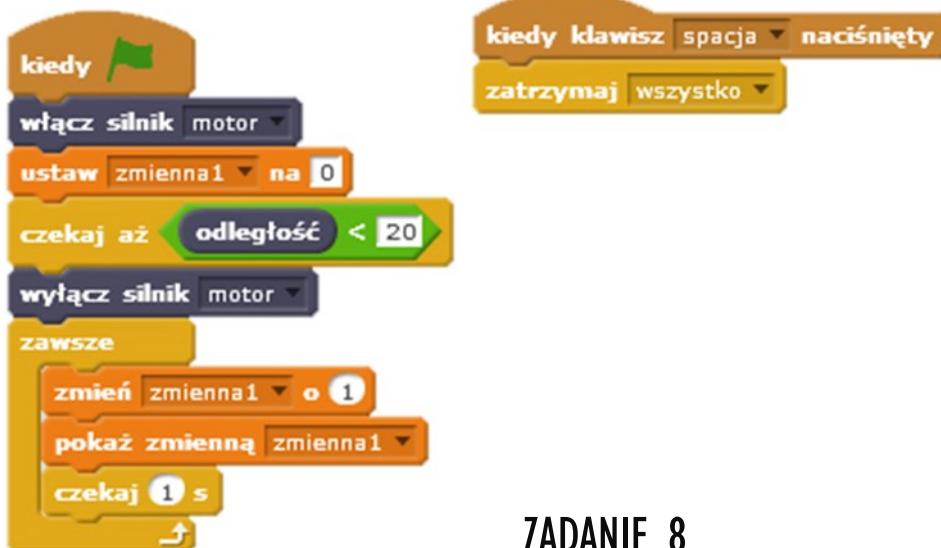 kiedy
włącz silnik motor
ustaw zmienna1 na 0
czekaj aż odległość < 20
wyłącz silnik motor
zawsze
zmień zmienna1 o 1
pokaż zmienną zmienna1
czekaj 1 s
kiedy klawisz spacja naciśnięty
zatrzymaj wszystko
ZADANIE 8